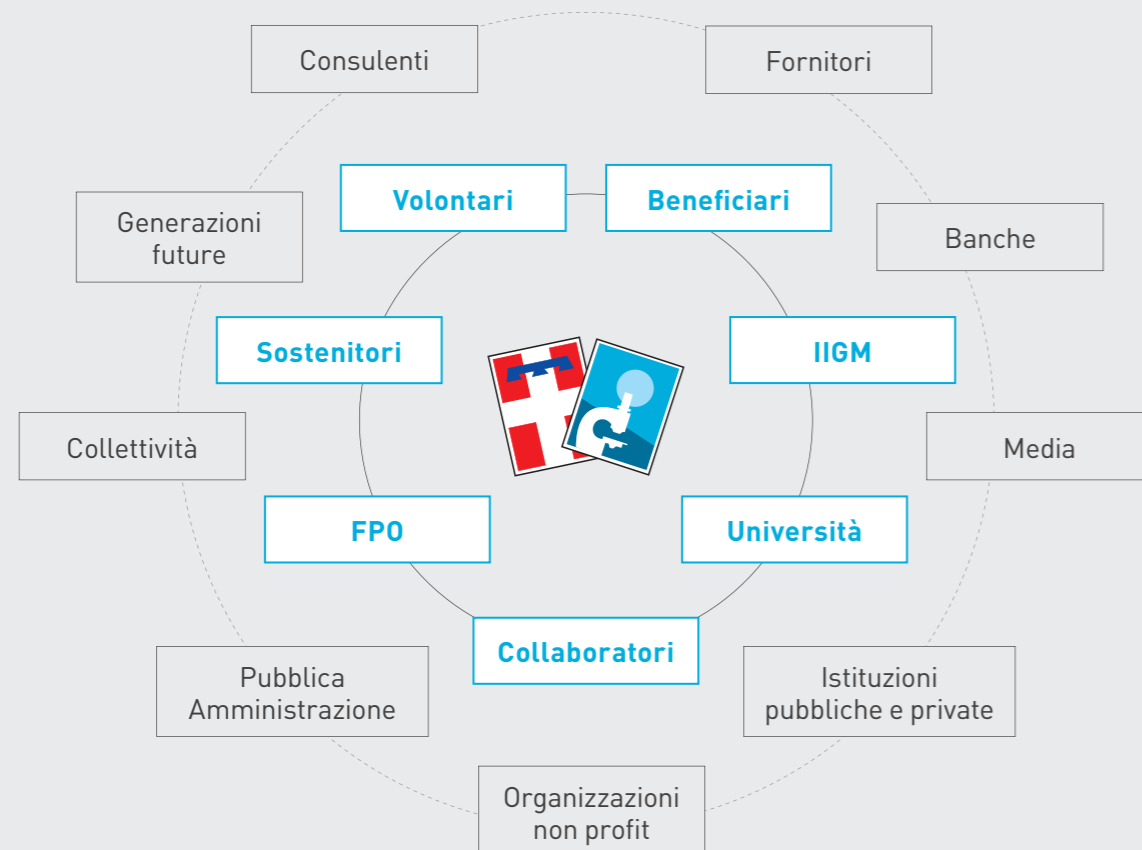 Consulenti
Fornitori
Volontari
Beneficiari
Generazioni
future
Banche
Sostenitori
IIGM
Collettività
Media
FPO
Università
Collaboratori
Pubblica
Amministrazione
Istituzioni
pubbliche e private
Organizzazioni
non profit